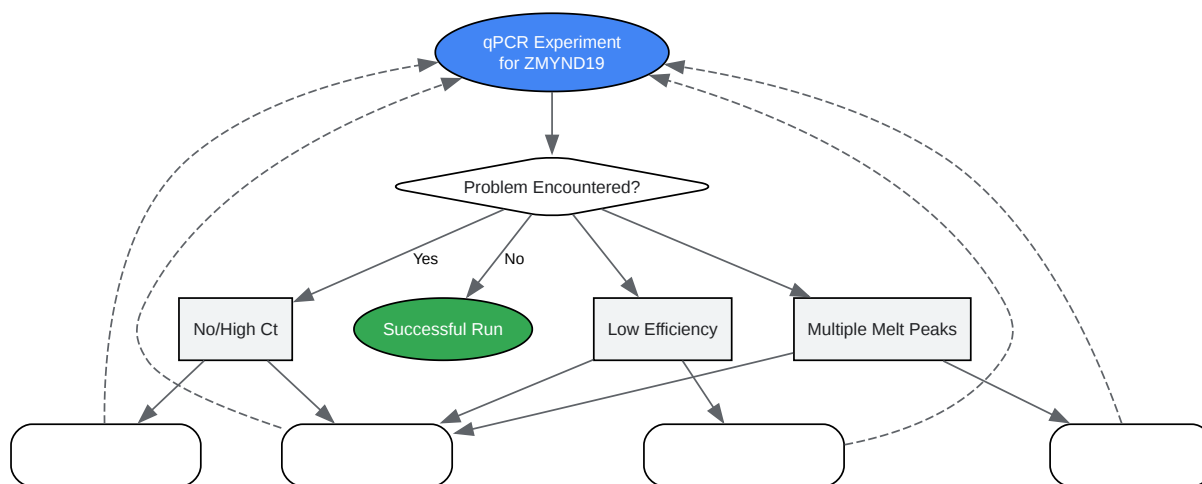 qPCR Experiment
for ZMYND19
Problem Encountered?
Yes
No
No/High Ct
Successful Run
Low Efficiency
Multiple Melt Peaks